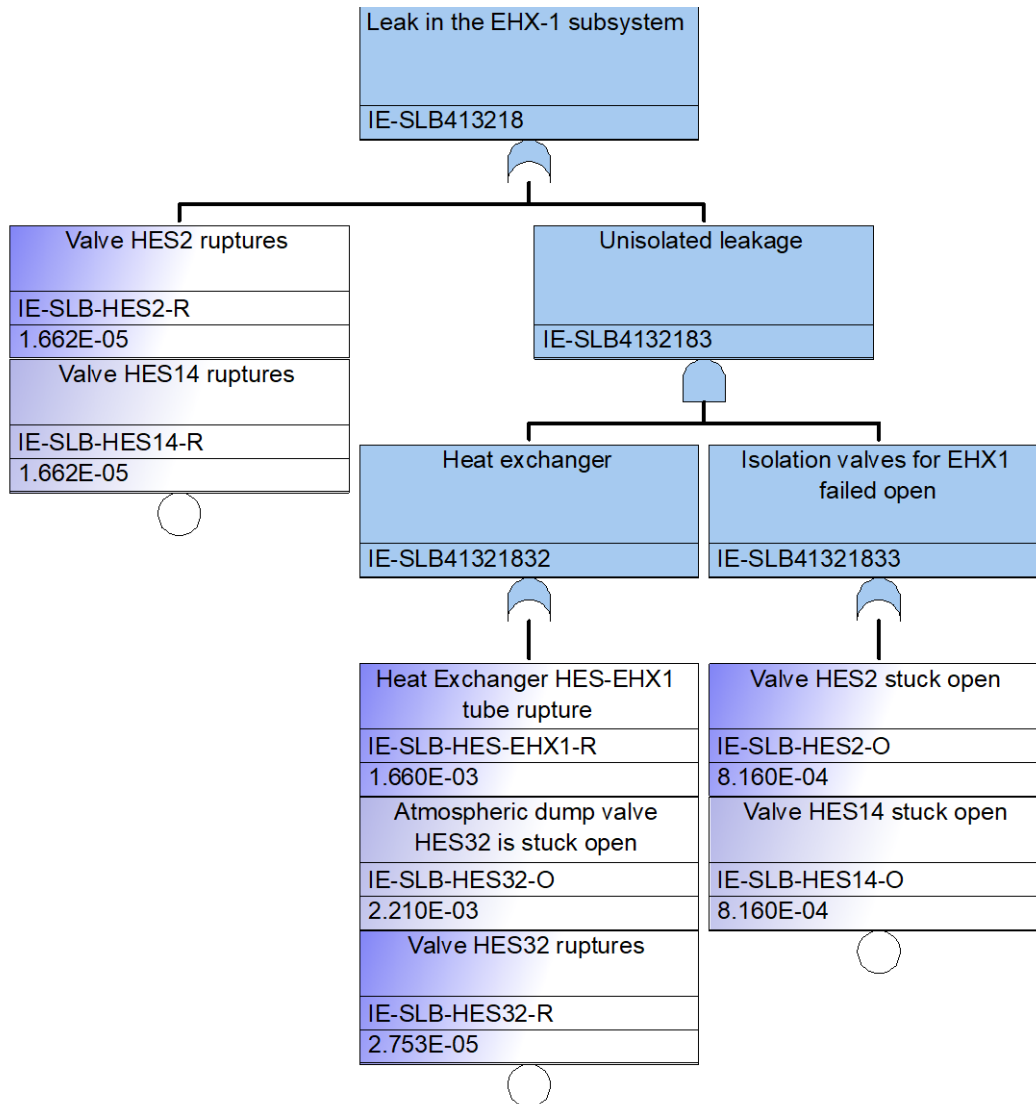 Leak in the EHX-1 subsystem
IE-SLB413218
Valve HES2 ruptures
IE-SLB-HES2-R
1.662E-05
Valve HES14 ruptures
IE-SLB-HES14-R
1.662E-05
Unisolated leakage
IE-SLB4132183
Heat exchanger
IE-SLB41321832
Isolation valves for EHX1
failed open
IE-SLB41321833
Heat Exchanger HES-EHX1
tube rupture
IE-SLB-HES-EHX1-R
1.660E-03
Atmospheric dump valve
HES32 is stuck open
IE-SLB-HES32-O
2.210E-03
Valve HES32 ruptures
IE-SLB-HES32-R
2.753E-05
Valve HES2 stuck open
IE-SLB-HES2-O
8.160E-04
Valve HES14 stuck open
IE-SLB-HES14-O
8.160E-04